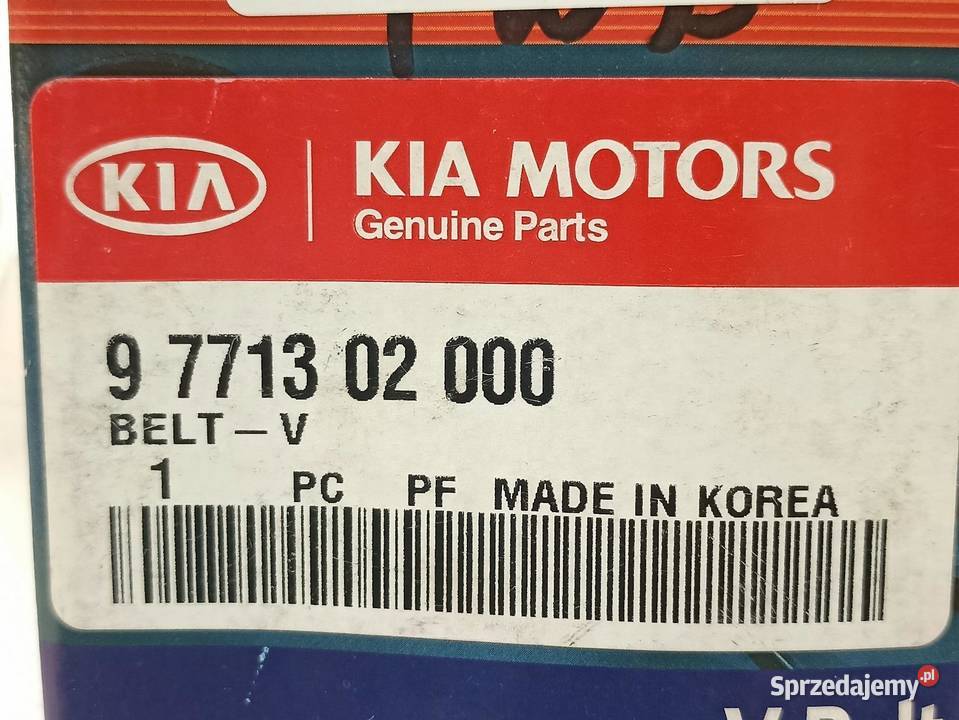 KIA
KIA MOTORS
Genuine Parts
9 7713 02 000
BELT – V
1 PC PF MADE IN KOREA
Sprzedajemy.pl